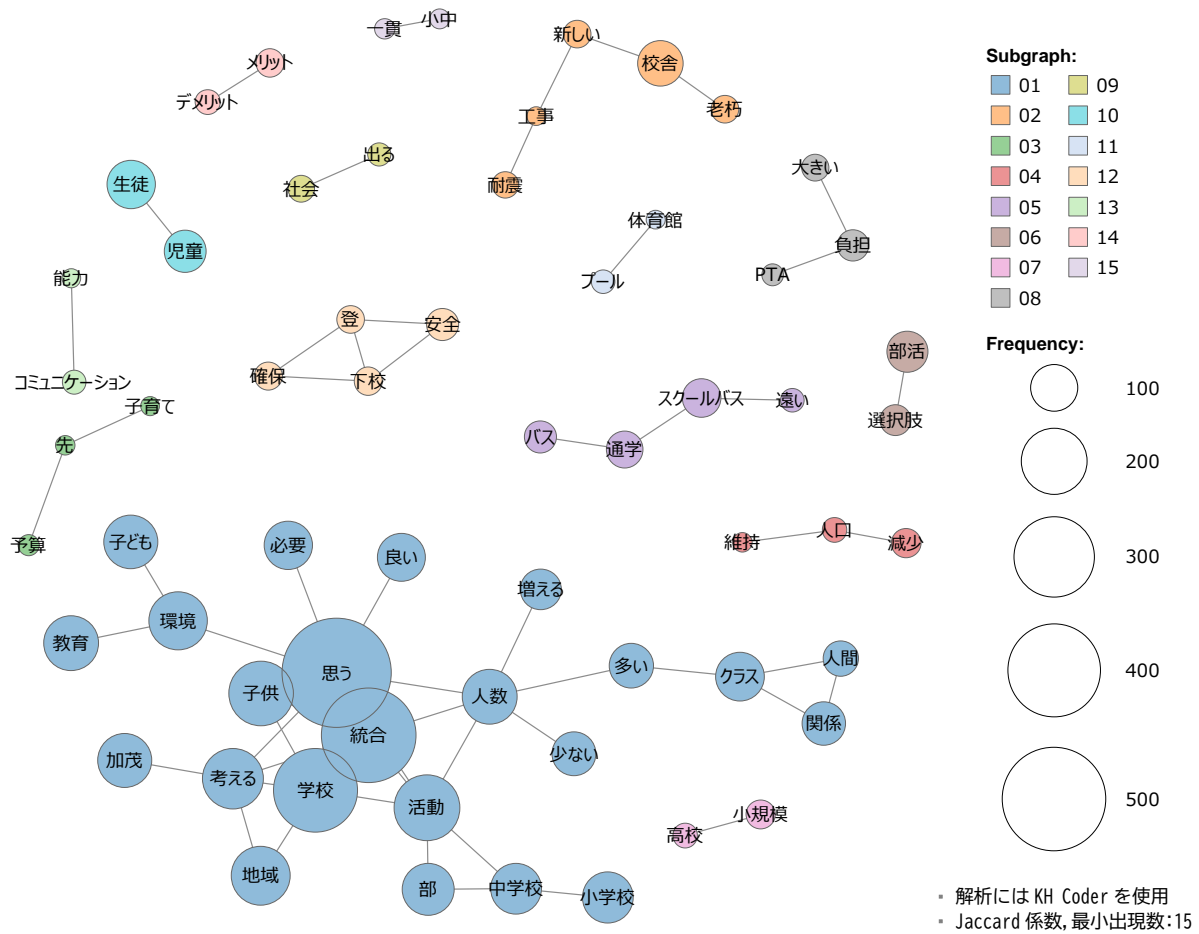 一貫
小中
新しい
校舎
老朽
工事
耐震
メリット
デメリット
出る
社会
生徒
児童
大きい
負担
PTA
体育館
プール
能力
コミュニケーション
登
安全
確保
下校
子育て
先
予算
スクールバス
遠い
バス
通学
部活
選択肢
維持
人口
減少
子ども
必要
良い
増える
環境
教育
思う
子供
人数
多い
クラス
人間
関係
統合
少ない
加茂
考える
学校
活動
地域
部
中学校
小学校
小規模
高校
Subgraph:
01
02
03
04
05
06
07
08
09
10
11
12
13
14
15
Frequency:
100
200
300
400
500
▪ 解析には KH Coder を使用
▪ Jaccard 係数, 最小出現数:15